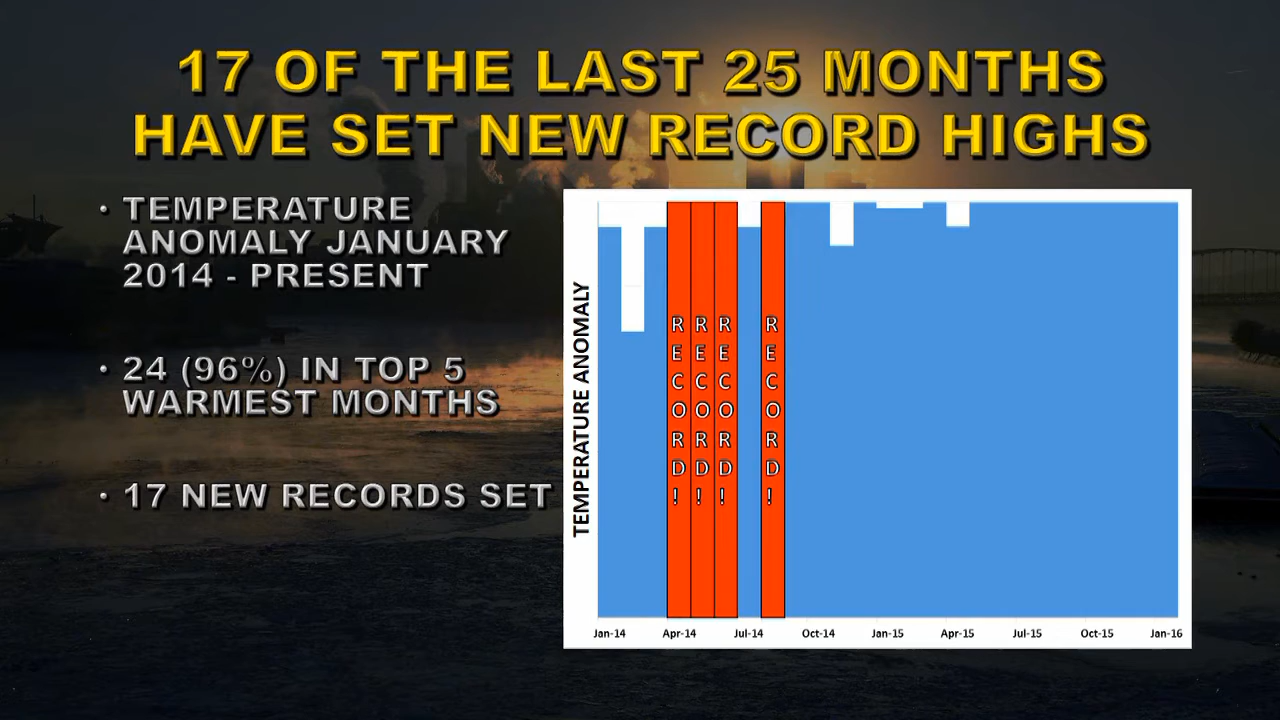 17 OF THE LAST 25 MONTHS
HAVE SET NEW RECORD HIGHS
• TEMPERATURE
ANOMALY JANUARY
2014 - PRESENT
• 24 (96%) IN TOP 5
WARMEST MONTHS
• 17 NEW RECORDS SET
TEMPERATURE ANOMALY
RECORD!
RECORD!
RECORD!
RECORD!
Jan-14 Apr-14 Jul-14 Oct-14 Jan-15 Apr-15 Jul-15 Oct-15 Jan-16